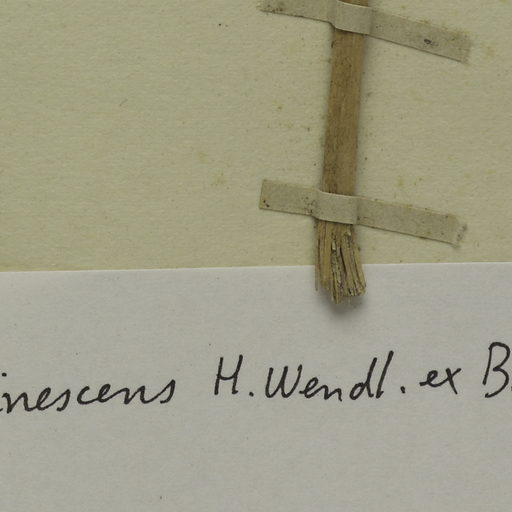 inescens H. Wendl. ex B